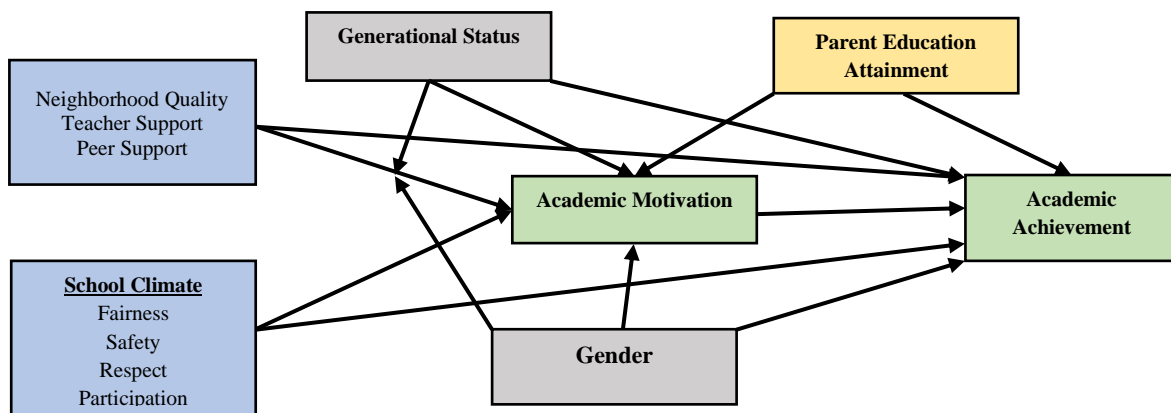 Generational Status
Parent Education
Attainment
Neighborhood Quality
Teacher Support
Peer Support
Academic Motivation
Academic
Achievement
School Climate
Fairness
Safety
Respect
Participation
Gender